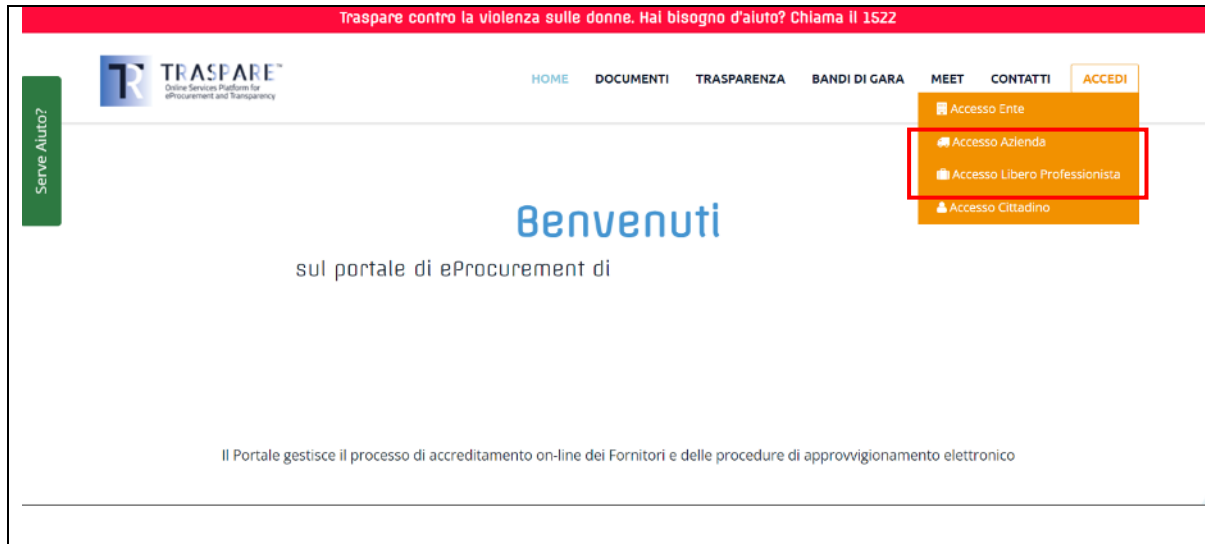 Traspare contro la violenza sulle donne. Hai bisogno d'aiuto? Chiama il 1522
TRASPARE™
Online Services Platform for
eProcurement and Transparency
HOME DOCUMENTI TRASPARENZA BANDI DI GARA MEET CONTATTI ACCEDI
Accesso Ente
Accesso Azienda
Accesso Libero Professionista
Accesso Cittadino
Serve Aiuto?
Benvenuti
sul portale di eProcurement di
Il Portale gestisce il processo di accreditamento on-line dei Fornitori e delle procedure di approvvigionamento elettronico